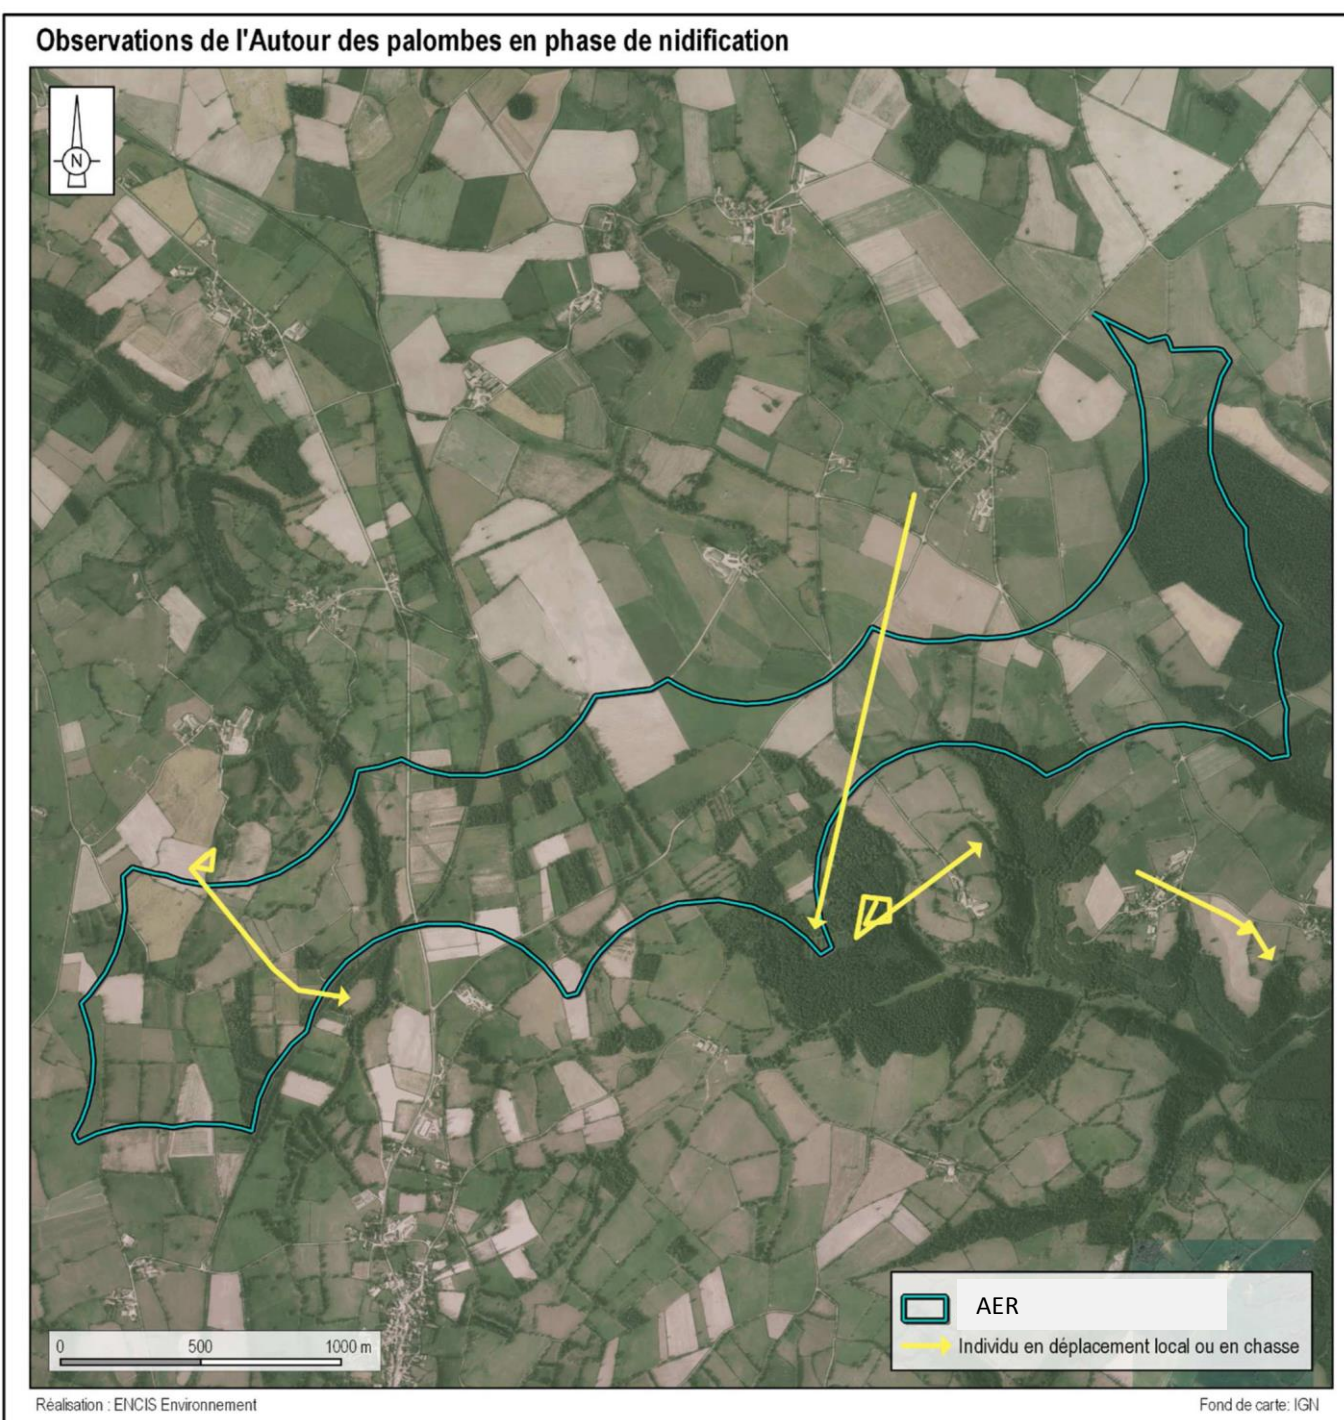 Observations de l'Autour des palombes en phase de nidification
N
AER
Individu en déplacement local ou en chasse
0 500 1000 m
Réalisation : ENCIS Environnement
Fond de carte: IGN